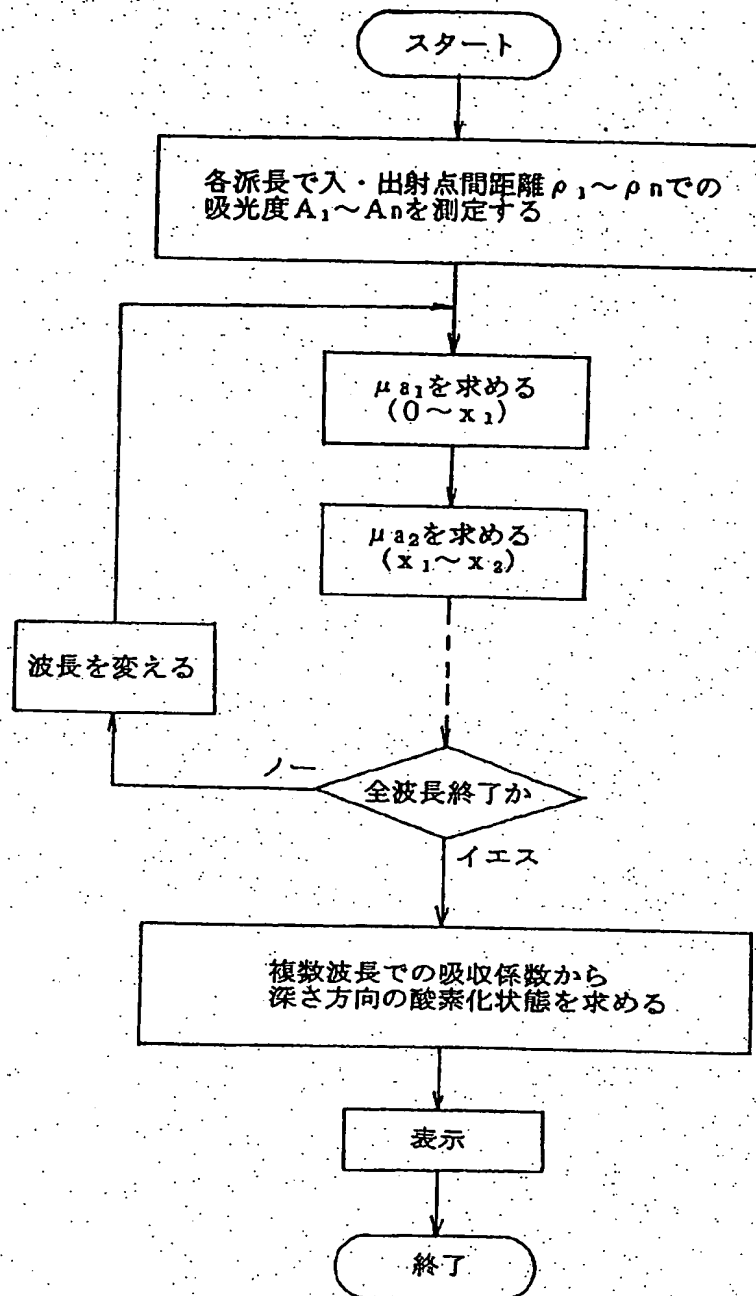 スタート
各派長で入・出射点間距離ρ₁～ρnでの
吸光度A₁～Anを測定する
μa₁を求める
(0～x₁)
μa₂を求める
(x₁～x₂)
波長を変える
ノー
全波長終了か
イエス
複数波長での吸収係数から
深さ方向の酸素化状態を求める
表示
終了